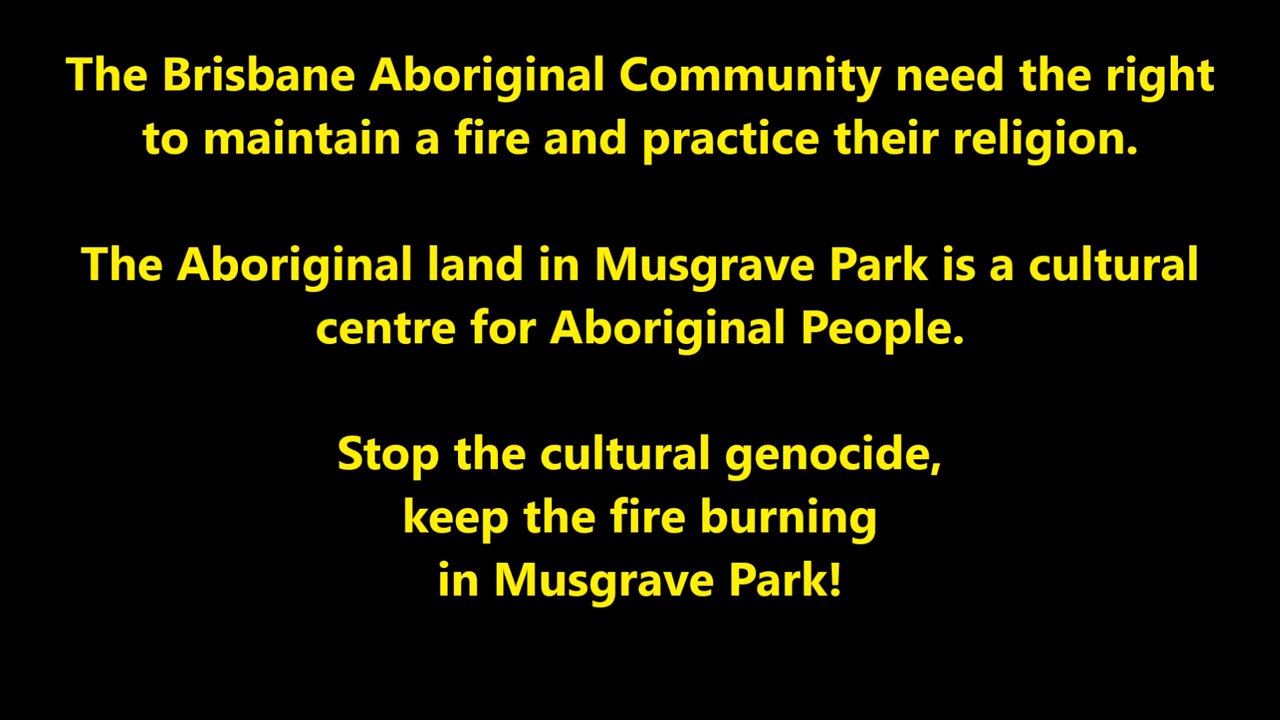 The Brisbane Aboriginal Community need the right
to maintain a fire and practice their religion.
The Aboriginal land in Musgrave Park is a cultural
centre for Aboriginal People.
Stop the cultural genocide,
keep the fire burning
in Musgrave Park!